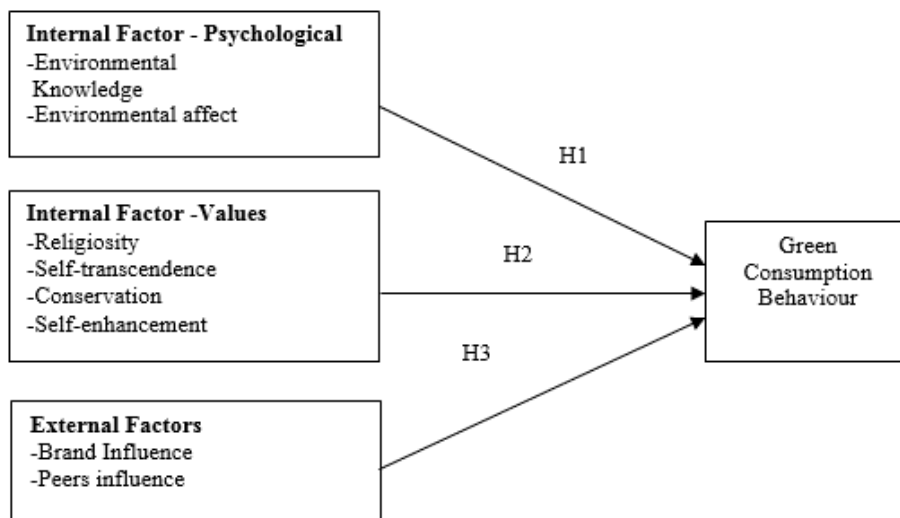 Internal Factor - Psychological
-Environmental
Knowledge
-Environmental affect
H1
Internal Factor -Values
-Religiosity
-Self-transcendence
-Conservation
-Self-enhancement
H2
Green
Consumption
Behaviour
H3
External Factors
-Brand Influence
-Peers influence